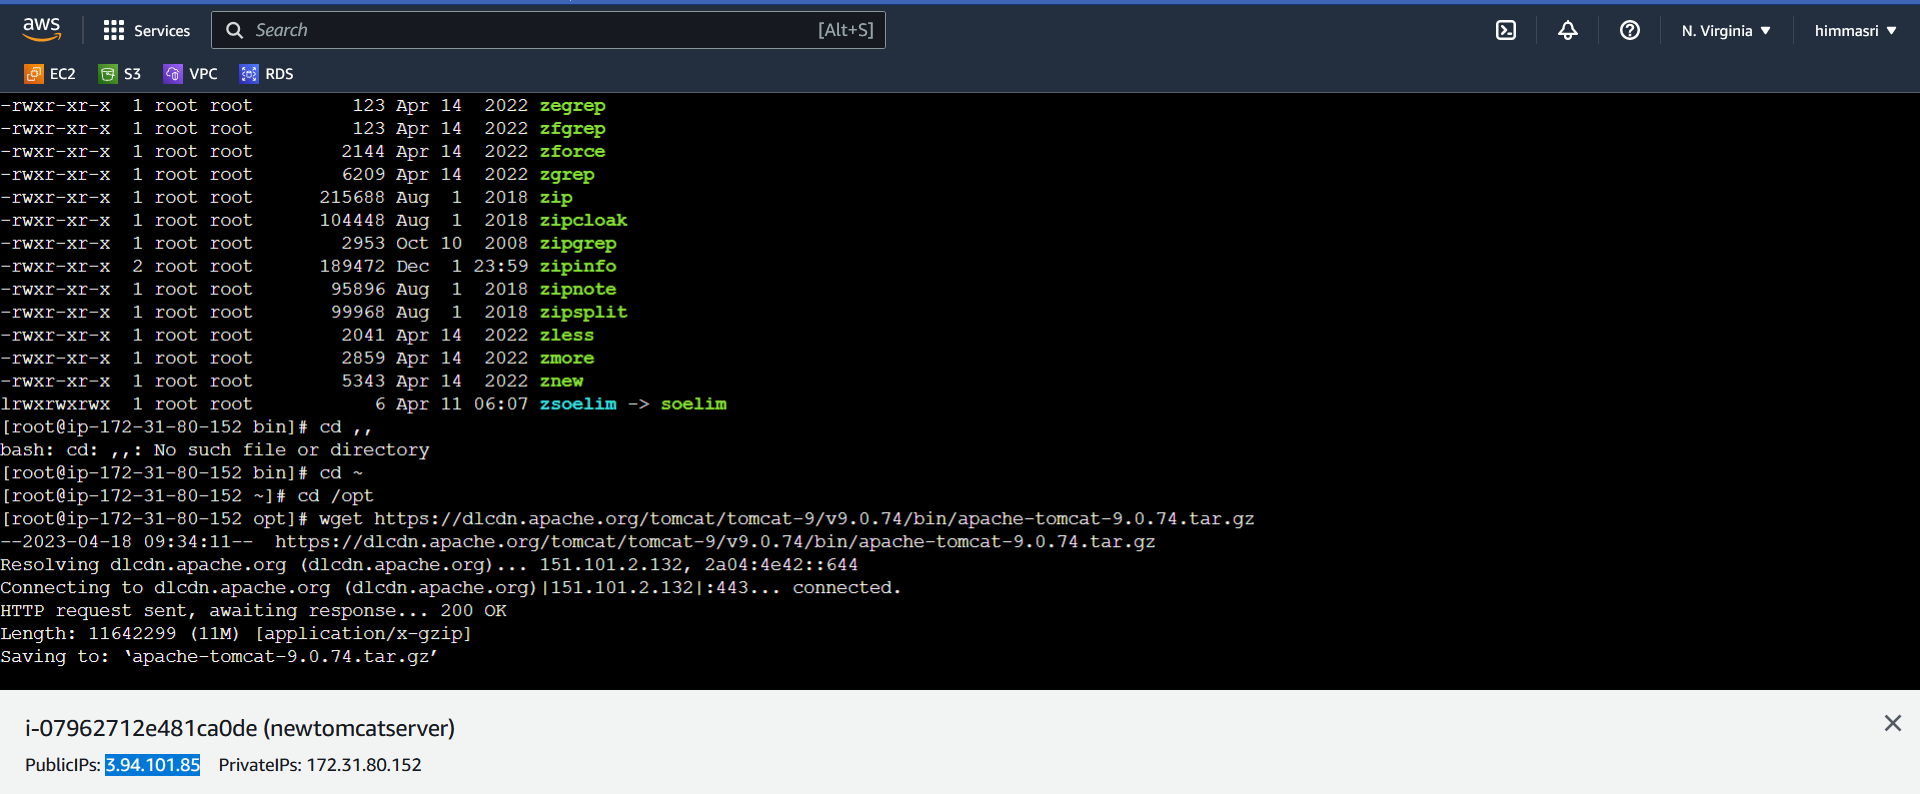 aws Services Search [Alt+S] N. Virginia ▼ himmasri ▼
EC2 S3 VPC RDS
-rwxr-xr-x  1 root root         123 Apr 14  2022 zegrep
-rwxr-xr-x  1 root root         123 Apr 14  2022 zfgrep
-rwxr-xr-x  1 root root        2144 Apr 14  2022 zforce
-rwxr-xr-x  1 root root        6209 Apr 14  2022 zgrep
-rwxr-xr-x  1 root root      215688 Aug  1  2018 zip
-rwxr-xr-x  1 root root      104448 Aug  1  2018 zipcloak
-rwxr-xr-x  1 root root        2953 Oct 10  2008 zipgrep
-rwxr-xr-x  2 root root      189472 Dec  1 23:59 zipinfo
-rwxr-xr-x  1 root root       95896 Aug  1  2018 zipnote
-rwxr-xr-x  1 root root       99968 Aug  1  2018 zipsplit
-rwxr-xr-x  1 root root        2041 Apr 14  2022 zless
-rwxr-xr-x  1 root root        2859 Apr 14  2022 zmore
-rwxr-xr-x  1 root root        5343 Apr 14  2022 znew
lrwxrwxrwx  1 root root           6 Apr 11 06:07 zsoelim -> soelim
[root@ip-172-31-80-152 bin]# cd ,,
bash: cd: ,,: No such file or directory
[root@ip-172-31-80-152 bin]# cd ~
[root@ip-172-31-80-152 ~]# cd /opt
[root@ip-172-31-80-152 opt]# wget https://dlcdn.apache.org/tomcat/tomcat-9/v9.0.74/bin/apache-tomcat-9.0.74.tar.gz
--2023-04-18 09:34:11--  https://dlcdn.apache.org/tomcat/tomcat-9/v9.0.74/bin/apache-tomcat-9.0.74.tar.gz
Resolving dlcdn.apache.org (dlcdn.apache.org)... 151.101.2.132, 2a04:4e42::644
Connecting to dlcdn.apache.org (dlcdn.apache.org)|151.101.2.132|:443... connected.
HTTP request sent, awaiting response... 200 OK
Length: 11642299 (11M) [application/x-gzip]
Saving to: ‘apache-tomcat-9.0.74.tar.gz’
i-07962712e481ca0de (newtomcatserver)
PublicIPs: 3.94.101.85 PrivateIPs: 172.31.80.152